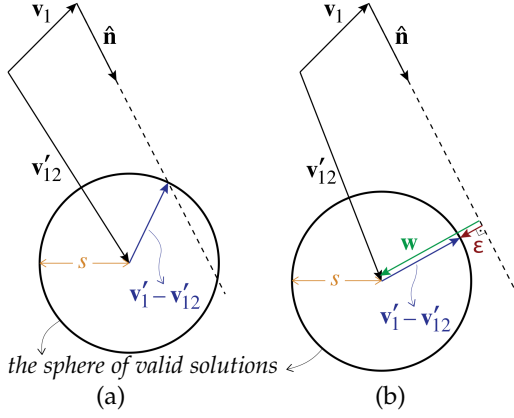 v₁
n̂
v′₁₂
s
v′₁ – v′₁₂
(a)
v₁
n̂
v′₁₂
w
ε
s
v′₁ – v′₁₂
(b)
the sphere of valid solutions